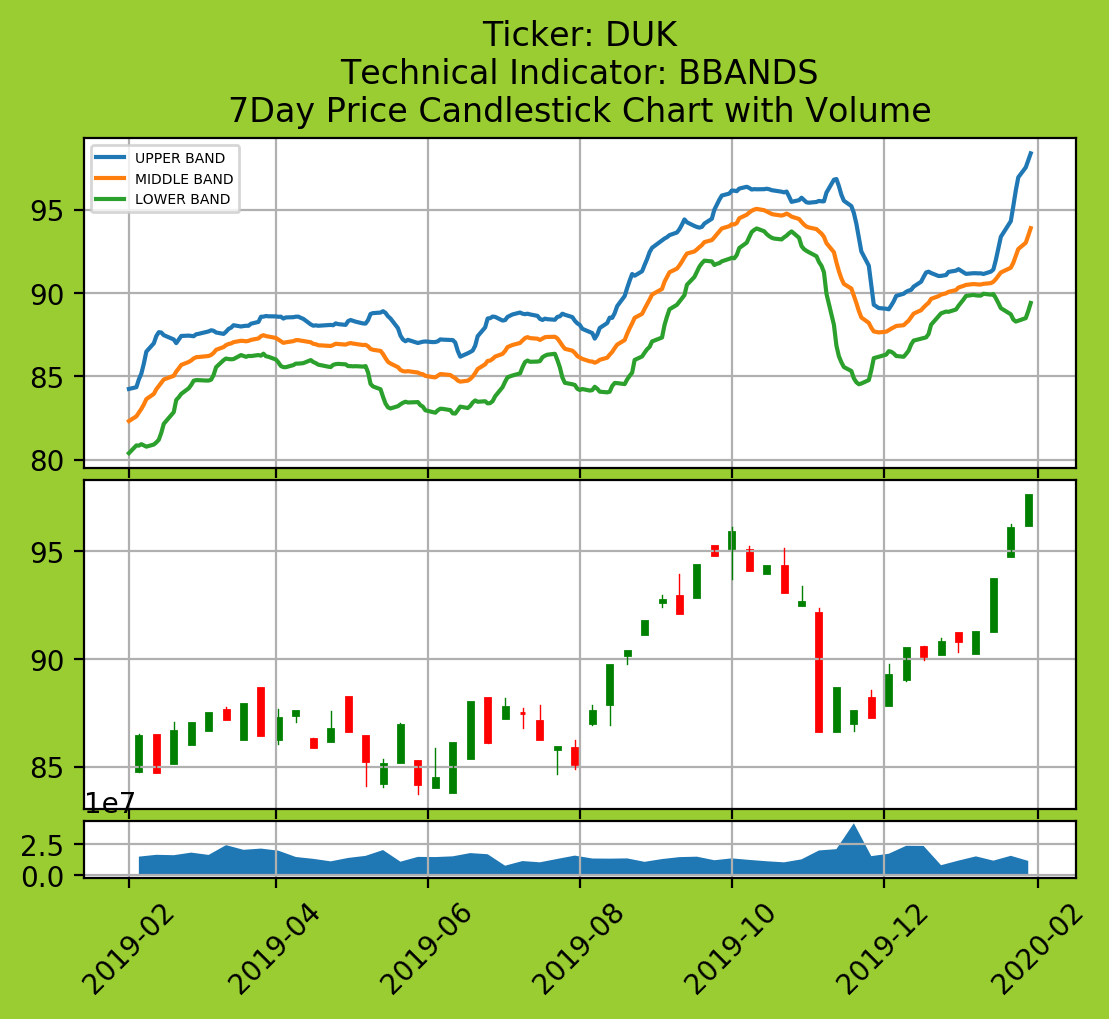 Ticker: DUK
Technical Indicator: BBANDS
7Day Price Candlestick Chart with Volume
UPPER BAND
MIDDLE BAND
LOWER BAND
95
90
85
80
95
90
85
1e7
2.5
0.0
2019-02
2019-04
2019-06
2019-08
2019-10
2019-12
2020-02